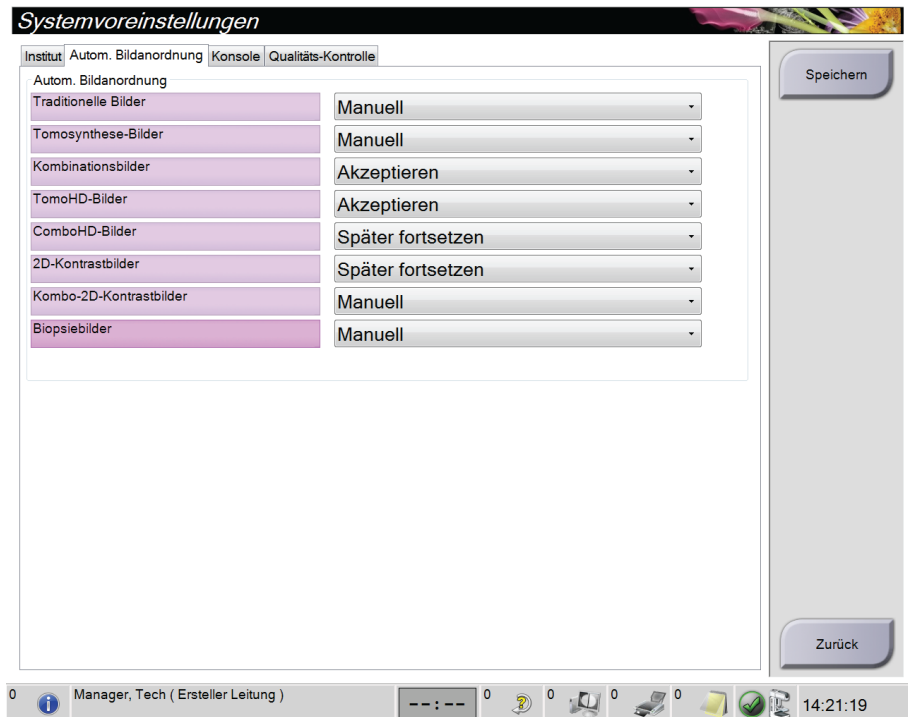 Systemvoreinstellungen
Institut Autom. Bildanordnung Konsole Qualitäts-Kontrolle
Autom. Bildanordnung
Traditionelle Bilder Manuell
Tomosynthese-Bilder Manuell
Kombinationsbilder Akzeptieren
TomoHD-Bilder Akzeptieren
ComboHD-Bilder Später fortsetzen
2D-Kontrastbilder Später fortsetzen
Kombo-2D-Kontrastbilder Manuell
Biopsiebilder Manuell
Speichern
Zurück
0 Manager, Tech ( Ersteller Leitung ) --:-- 0 0 0 0 14:21:19